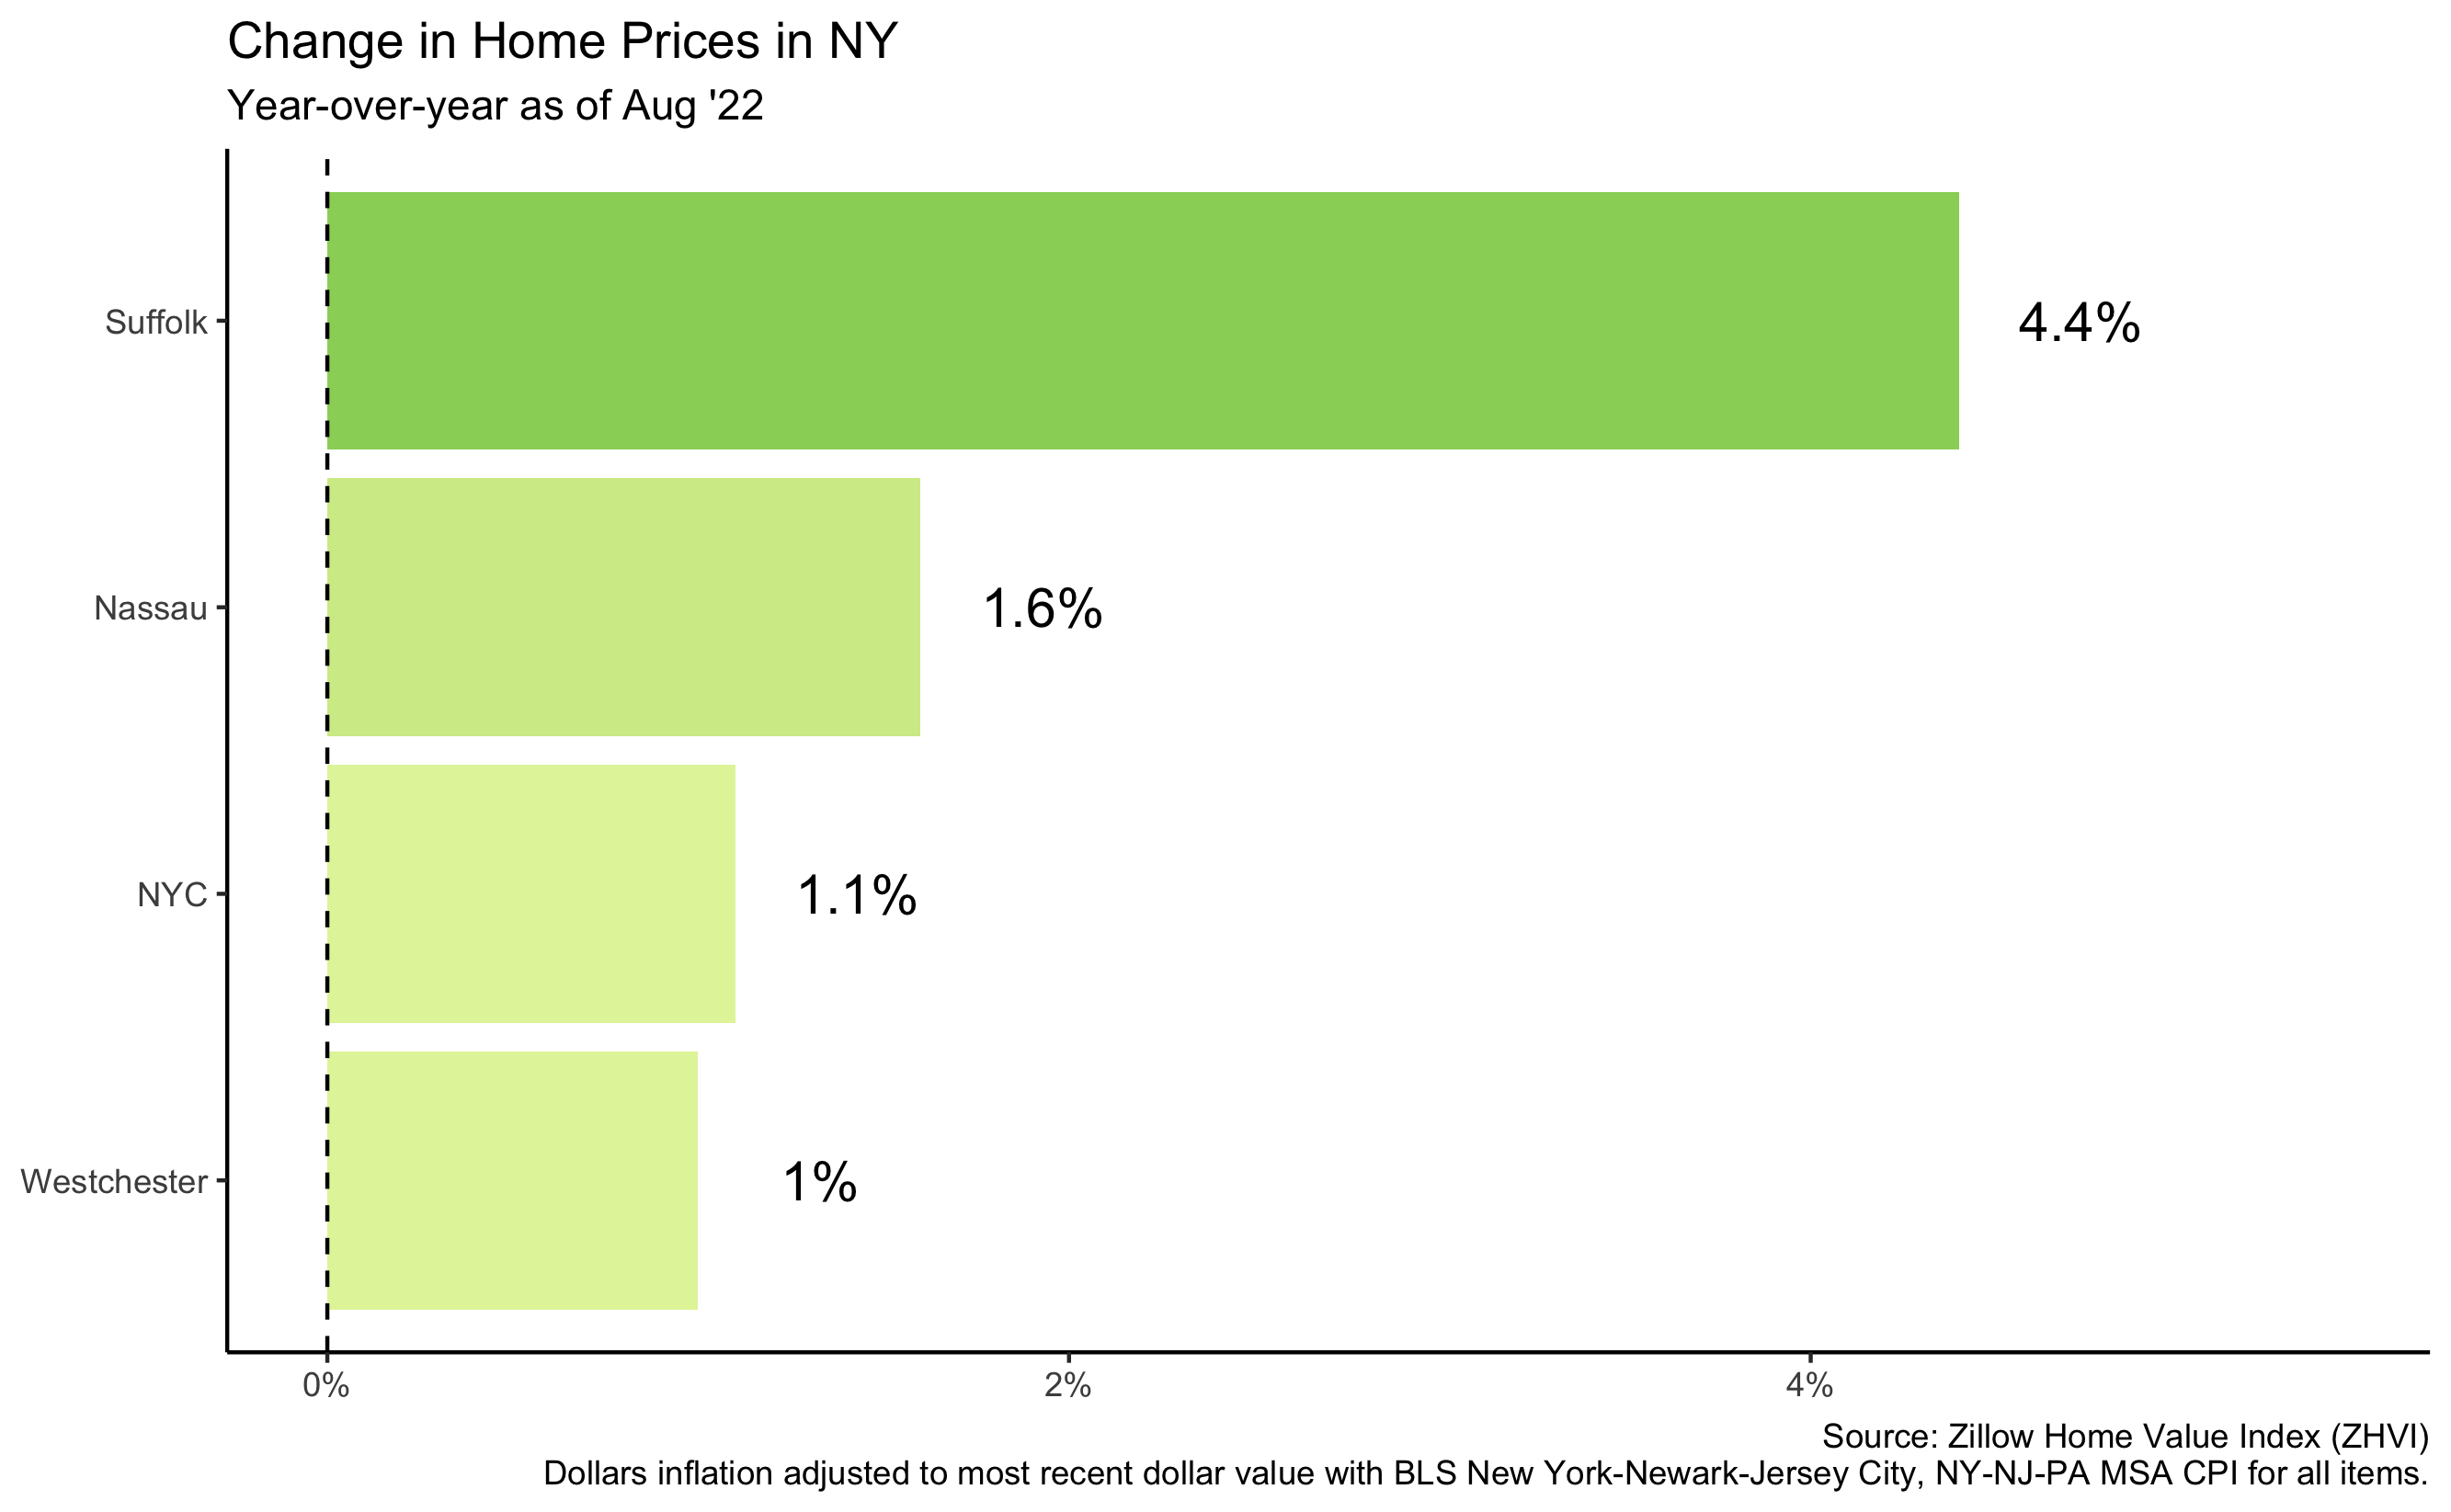 Change in Home Prices in NY
Year-over-year as of Aug '22
Suffolk
4.4%
Nassau
1.6%
NYC
1.1%
Westchester
1%
0%
2%
4%
Source: Zillow Home Value Index (ZHVI)
Dollars inflation adjusted to most recent dollar value with BLS New York-Newark-Jersey City, NY-NJ-PA MSA CPI for all items.